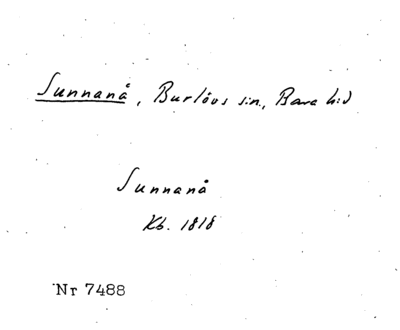 Sunnanå, Burlövs sn., Bara hd
Sunnanå
Kb. 1818
Nr 7488